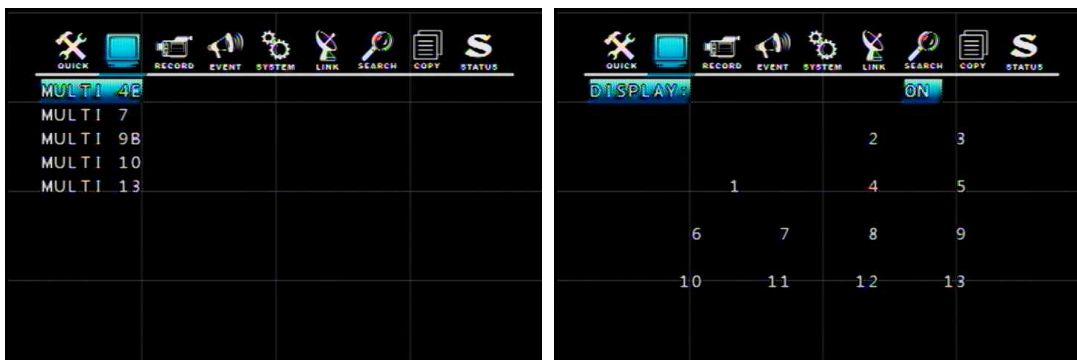 QUICK RECORD EVENT SYSTEM LINK SEARCH COPY S STATUS
MULTI 4E
MULTI 7
MULTI 9B
MULTI 10
MULTI 13
QUICK RECORD EVENT SYSTEM LINK SEARCH COPY S STATUS
DISPLAY: ON
2 3
1 4 5
6 7 8 9
10 11 12 13